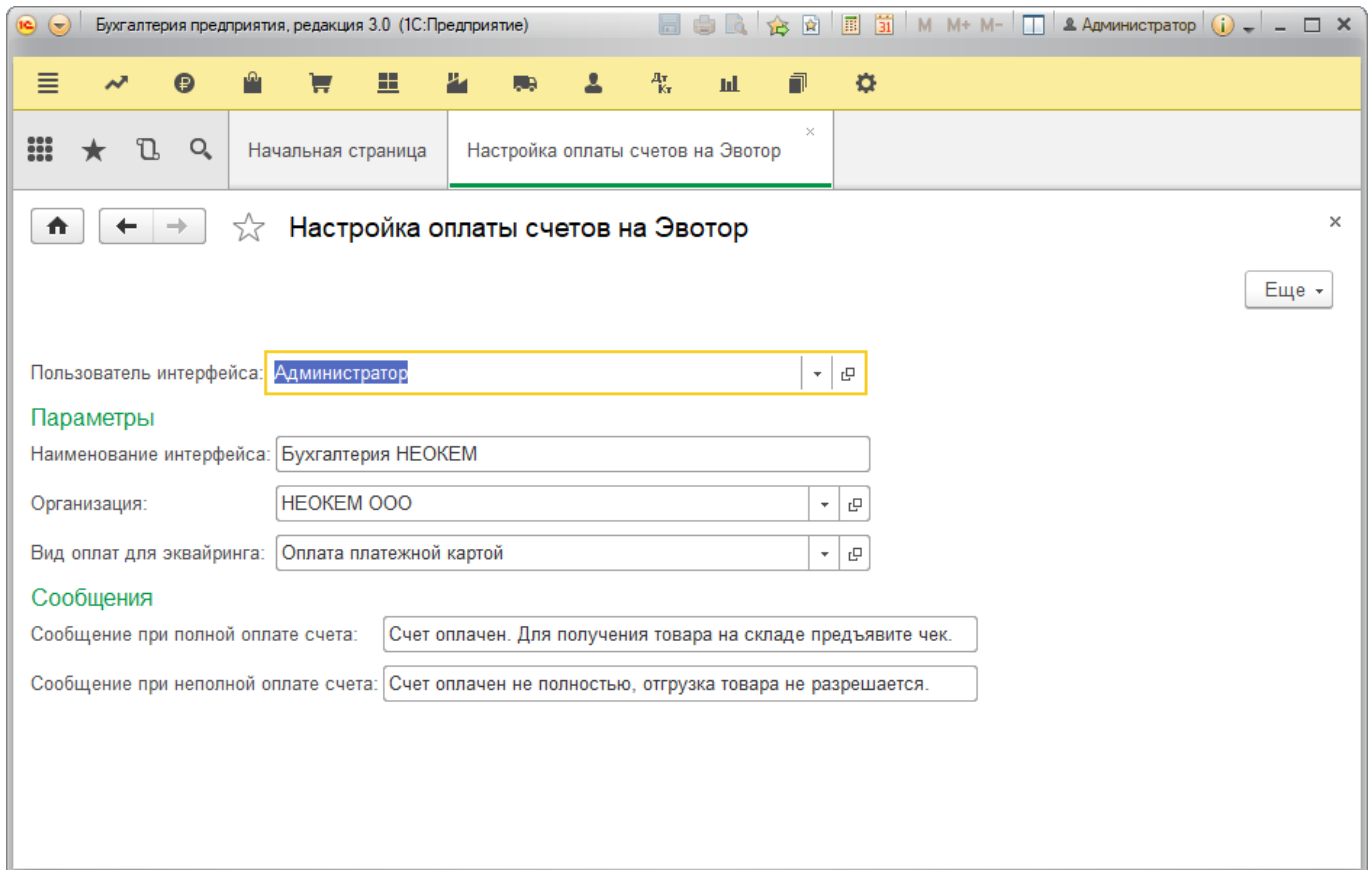 Бухгалтерия предприятия, редакция 3.0 (1С:Предприятие) 31 M M+ M- Администратор
Дт
Кт
Начальная страница Настройка оплаты счетов на Эвотор
Настройка оплаты счетов на Эвотор
Еще
Пользователь интерфейса: Администратор
Параметры
Наименование интерфейса: Бухгалтерия НЕОКЕМ
Организация: НЕОКЕМ ООО
Вид оплат для эквайринга: Оплата платежной картой
Сообщения
Сообщение при полной оплате счета: Счет оплачен. Для получения товара на складе предъявите чек.
Сообщение при неполной оплате счета: Счет оплачен не полностью, отгрузка товара не разрешается.